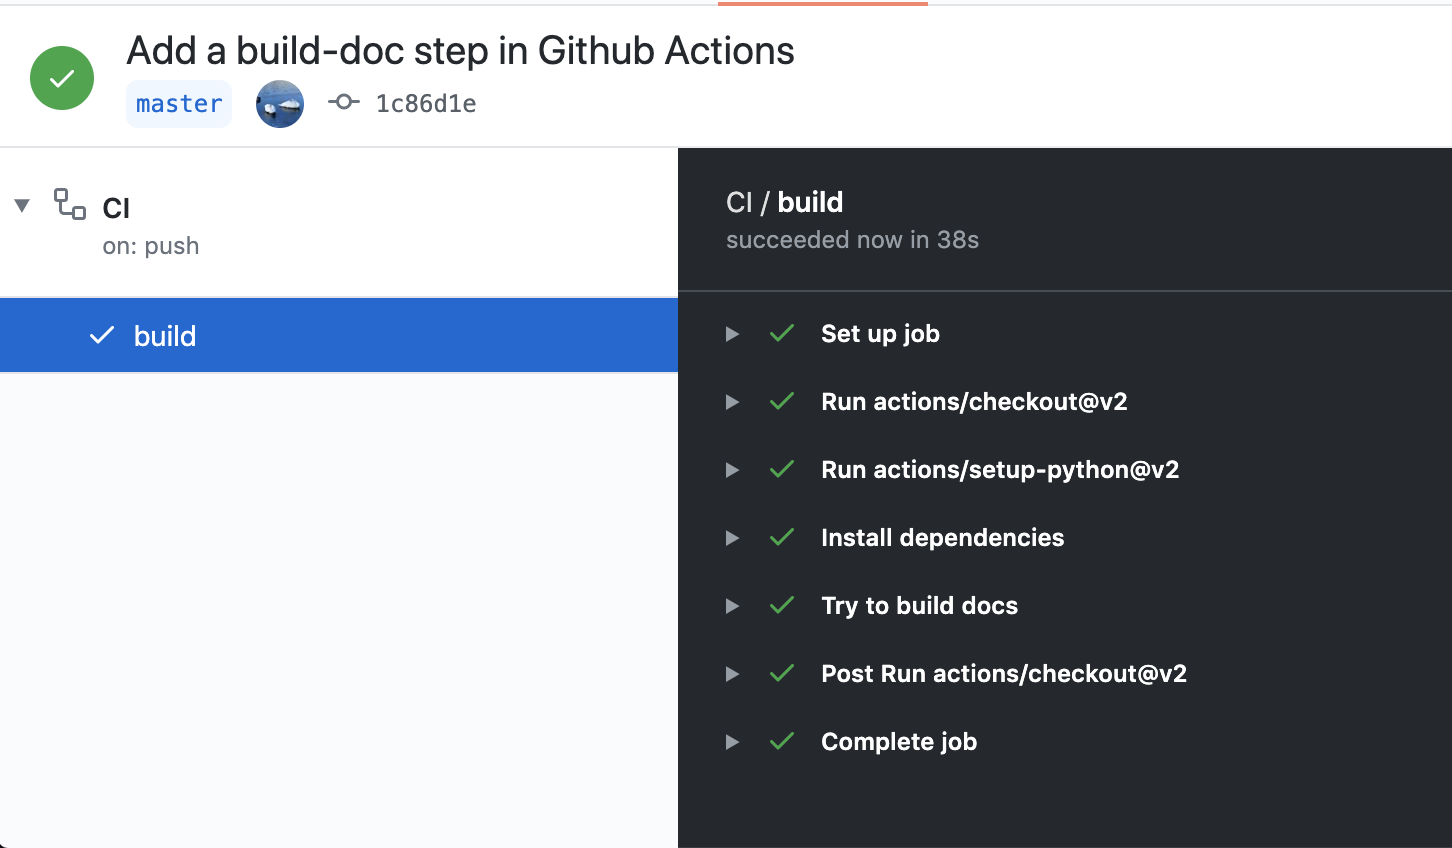 Add a build-doc step in Github Actions
master 1c86d1e
CI
on: push
build
CI / build
succeeded now in 38s
Set up job
Run actions/checkout@v2
Run actions/setup-python@v2
Install dependencies
Try to build docs
Post Run actions/checkout@v2
Complete job